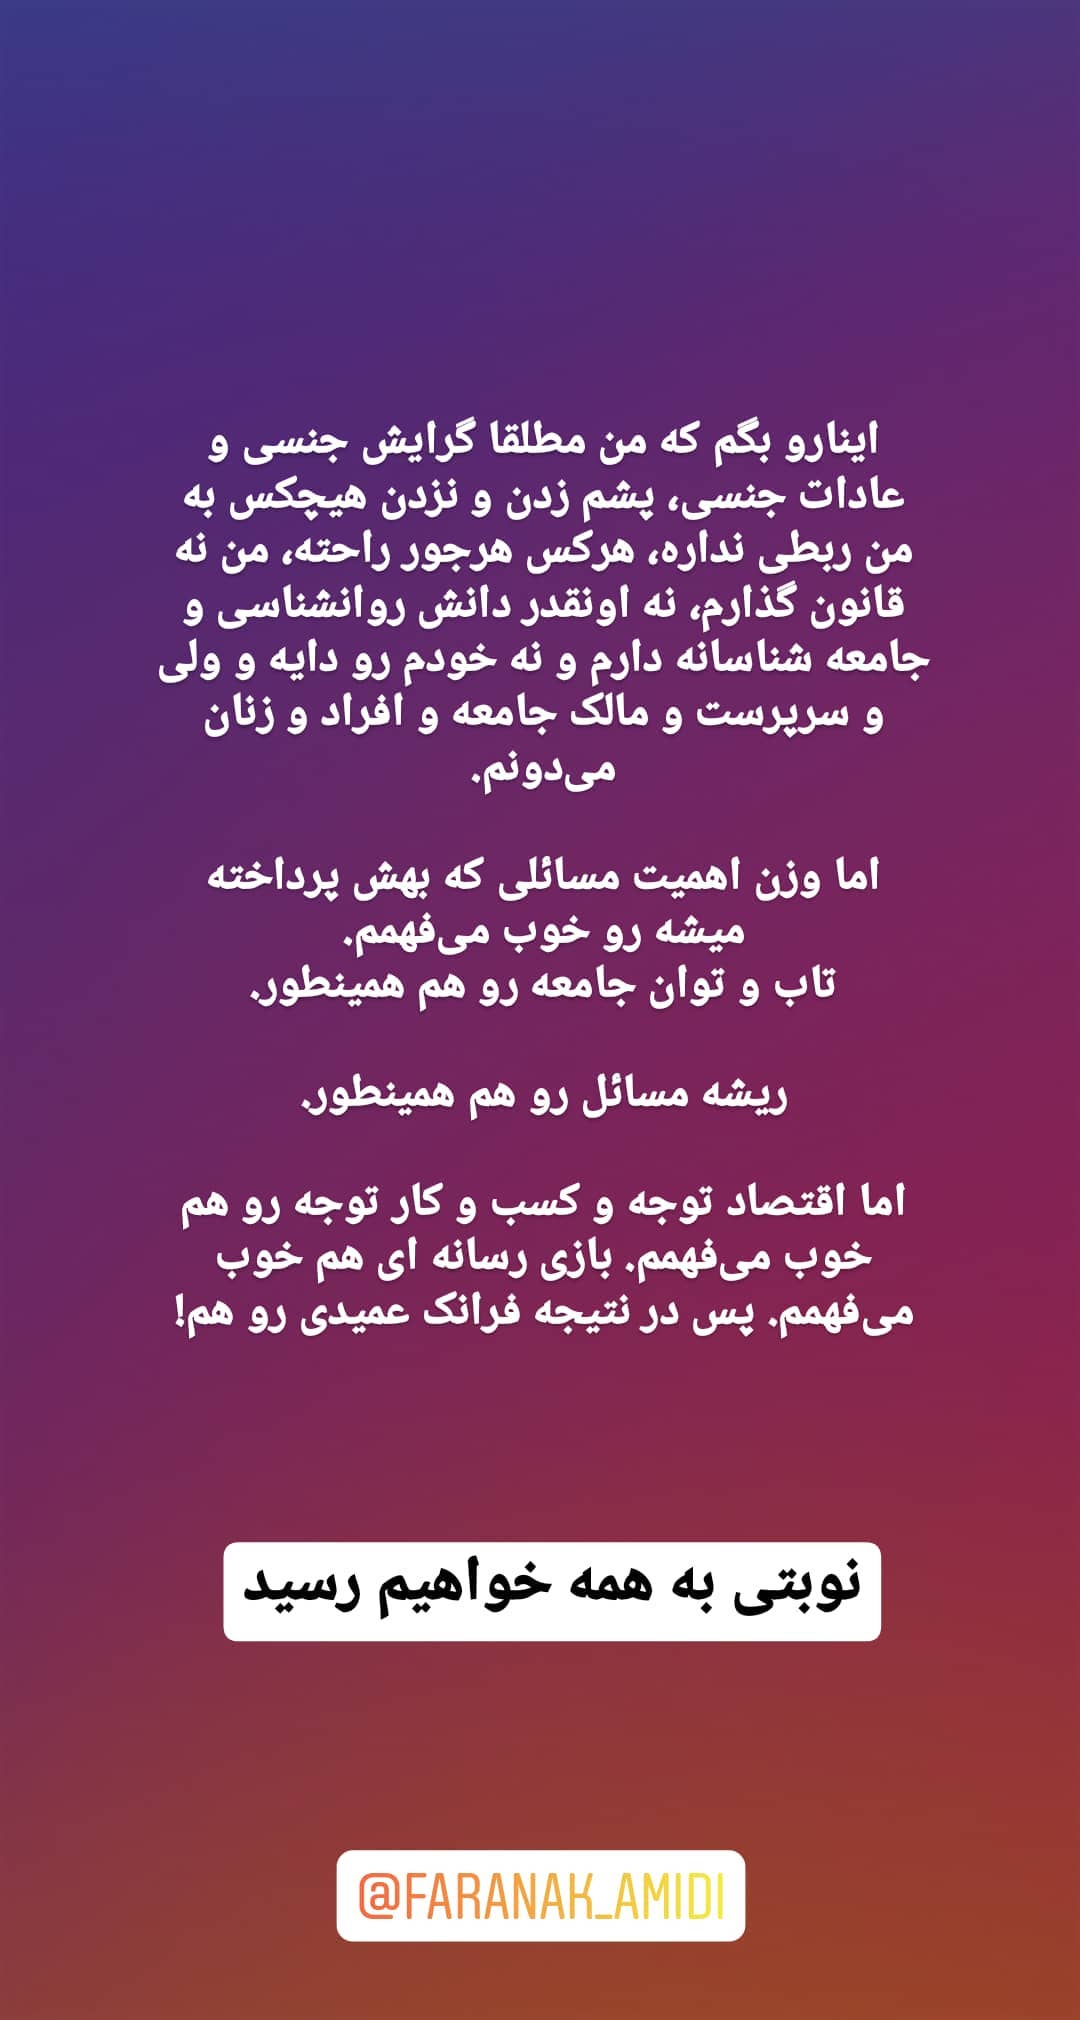 اینارو بگم که من مطلقا گرایش جنسی و
عادات جنسی، پشم زدن و نزدن هیچکس به
من ربطی نداره، هرکس هرجور راحته، من نه
قانون گذارم، نه اونقدر دانش روانشناسی و
جامعه شناسانه دارم و نه خودم رو دایه و ولی
و سرپرست و مالک جامعه و افراد و زنان
می‌دونم.
اما وزن اهمیت مسائلی که بهش پرداخته
میشه رو خوب می‌فهمم.
تاب و توان جامعه رو هم همینطور.
ریشه مسائل رو هم همینطور.
اما اقتصاد توجه و کسب و کار توجه رو هم
خوب می‌فهمم. بازی رسانه ای هم خوب
می‌فهمم. پس در نتیجه فرانک عمیدی رو هم!
نوبتی به همه خواهیم رسید
@FARANAK_AMIDI